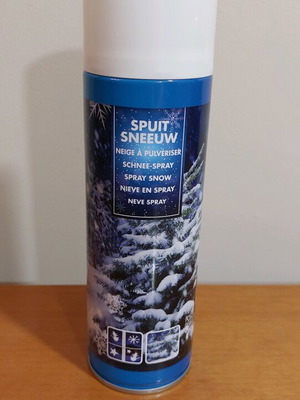 SPUIT
SNEEUW
NEIGE À PULVÉRISER
SCHNEE-SPRAY
SPRAY SNOW
NIEVE EN SPRAY
NEVE SPRAY